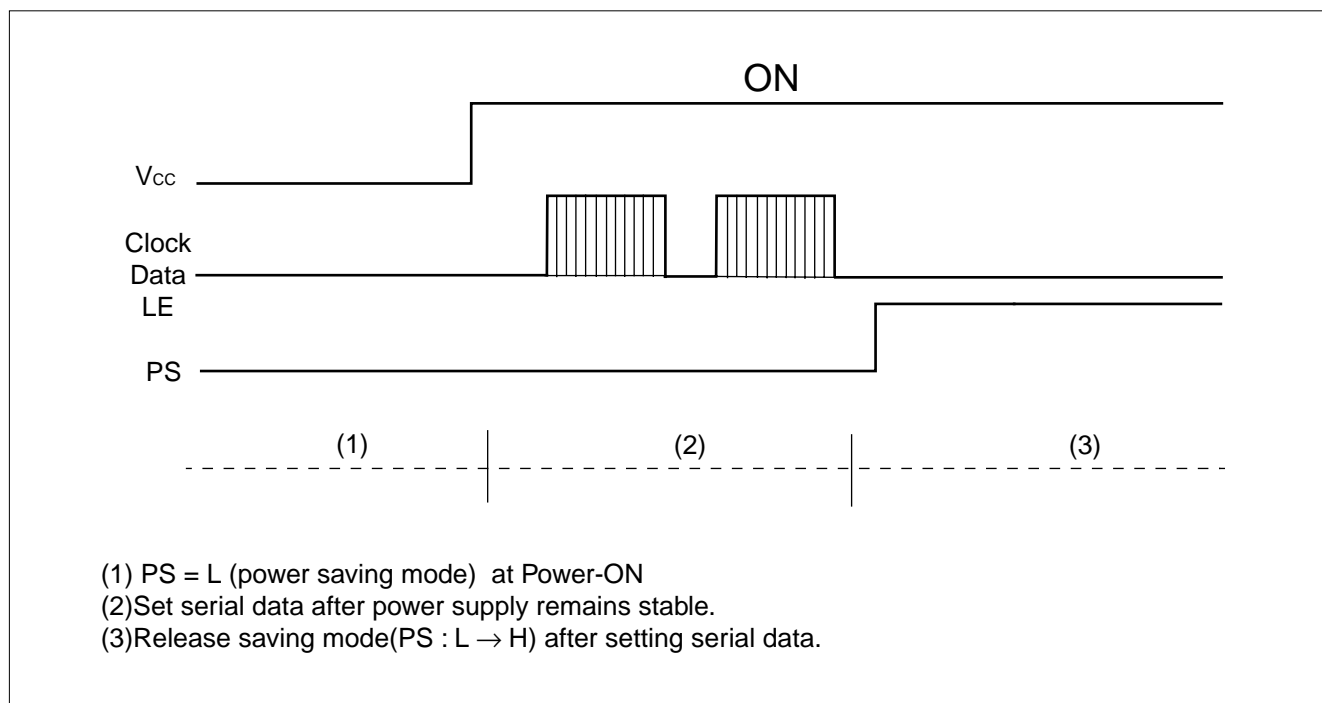 ON
Vcc
Clock
Data
LE
PS
(1) (2) (3)
(1) PS = L (power saving mode) at Power-ON
(2)Set serial data after power supply remains stable.
(3)Release saving mode(PS : L → H) after setting serial data.